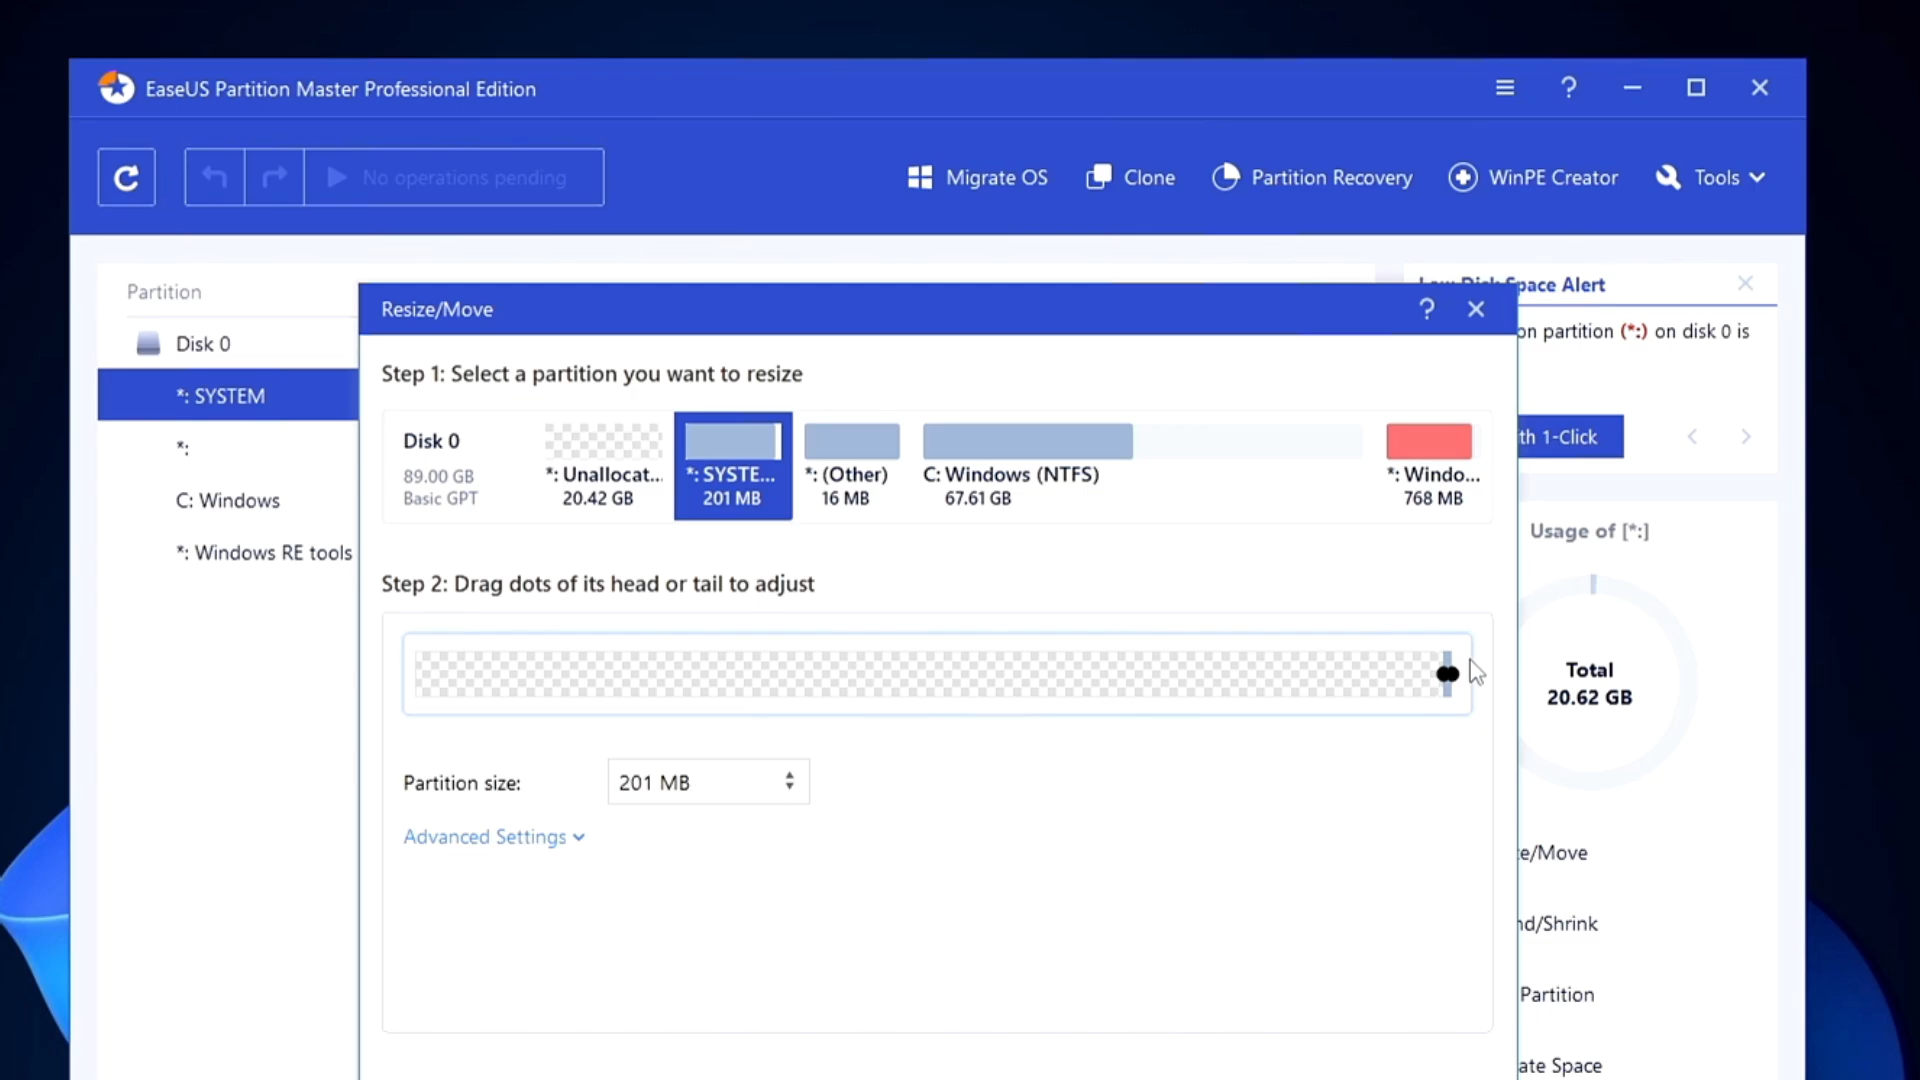 EaseUS Partition Master Professional Edition
No operations pending
Migrate OS
Clone
Partition Recovery
WinPE Creator
Tools
Partition
Disk 0
*: SYSTEM
*:
C: Windows
*: Windows RE tools
Resize/Move
Step 1: Select a partition you want to resize
Disk 0
89.00 GB
Basic GPT
*: Unallocat...
20.42 GB
*: SYSTE...
201 MB
*: (Other)
16 MB
C: Windows (NTFS)
67.61 GB
*: Windo...
768 MB
Step 2: Drag dots of its head or tail to adjust
Partition size:
201 MB
Advanced Settings
Low Disk Space Alert
on partition (*:) on disk 0 is
th 1-Click
Usage of [*:]
Total
20.62 GB
e/Move
nd/Shrink
Partition
ate Space